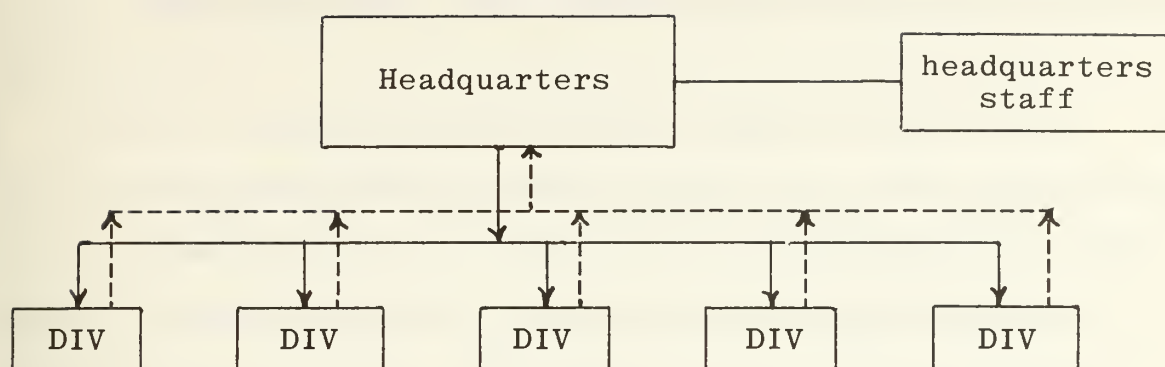 Headquarters
headquarters
staff
DIV DIV DIV DIV DIV